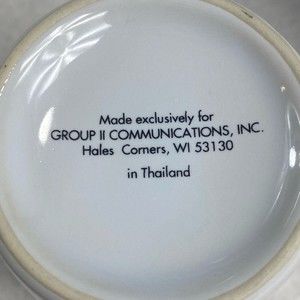 Made exclusively for
GROUP II COMMUNICATIONS, INC.
Hales Corners, WI 53130
in Thailand